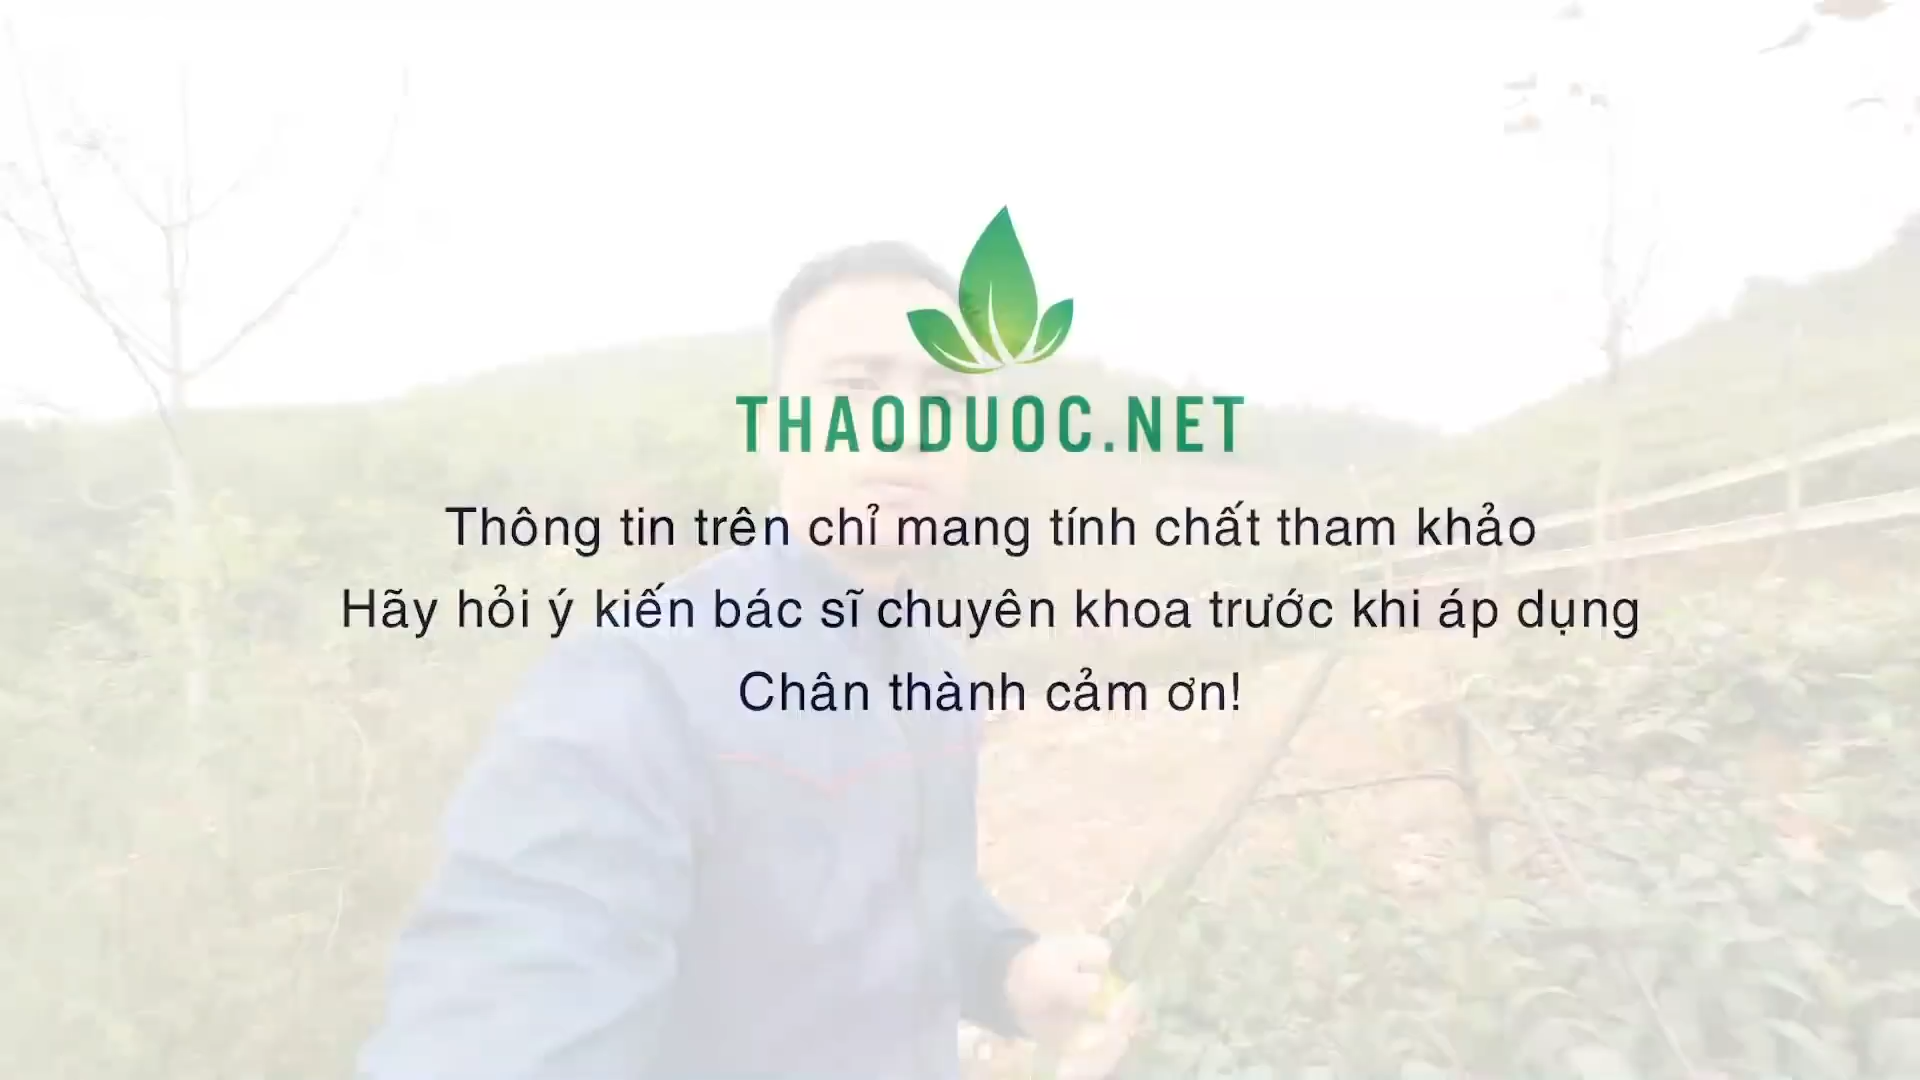 THAODUOC.NET
Thông tin trên chỉ mang tính chất tham khảo
Hãy hỏi ý kiến bác sĩ chuyên khoa trước khi áp dụng
Chân thành cảm ơn!